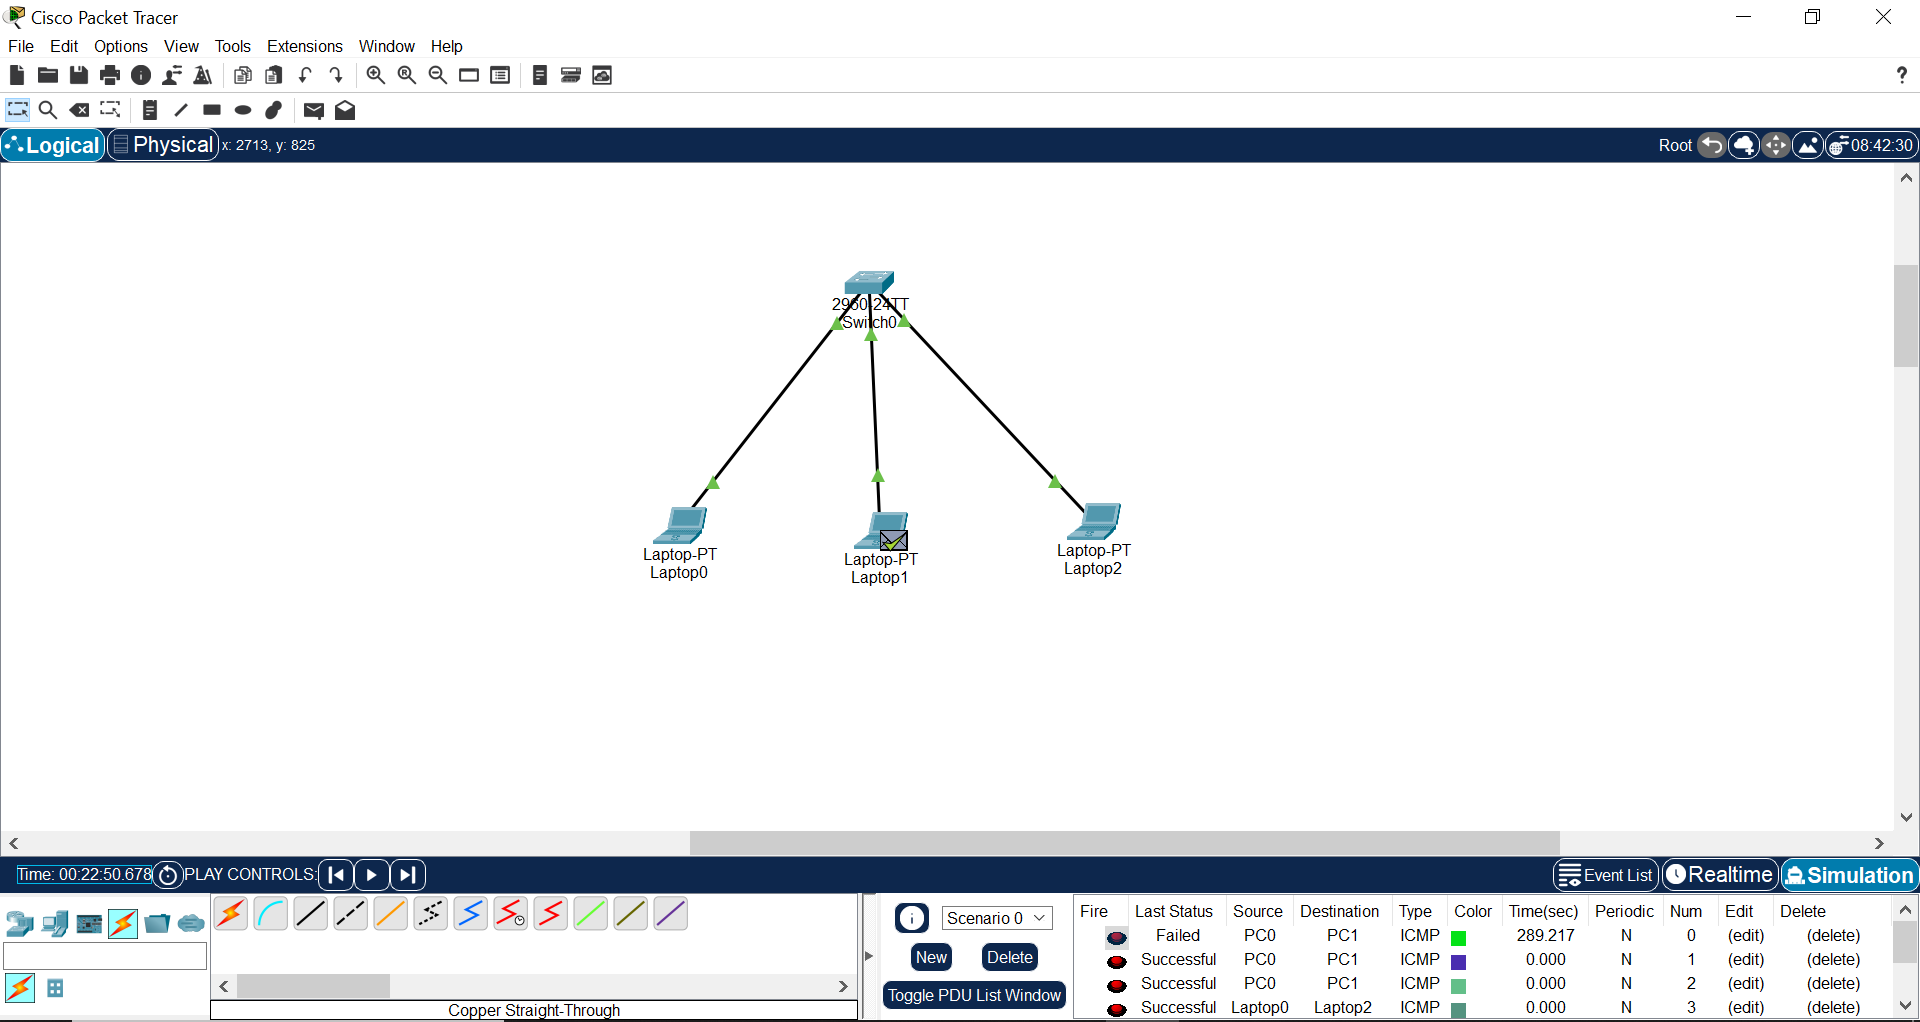 Cisco Packet Tracer
File Edit Options View Tools Extensions Window Help
?
Logical Physical x: 2713, y: 825 Root 08:42:30
2960-24TT
Switch0
Laptop-PT
Laptop0
Laptop-PT
Laptop1
Laptop-PT
Laptop2
Time: 00:22:50.678 PLAY CONTROLS: Event List Realtime Simulation
Scenario 0
New Delete
Toggle PDU List Window
Copper Straight-Through
Fire Last Status Source Destination Type Color Time(sec) Periodic Num Edit Delete
Failed PC0 PC1 ICMP 289.217 N 0 (edit) (delete)
Successful PC0 PC1 ICMP 0.000 N 1 (edit) (delete)
Successful PC0 PC1 ICMP 0.000 N 2 (edit) (delete)
Successful Laptop0 Laptop2 ICMP 0.000 N 3 (edit) (delete)